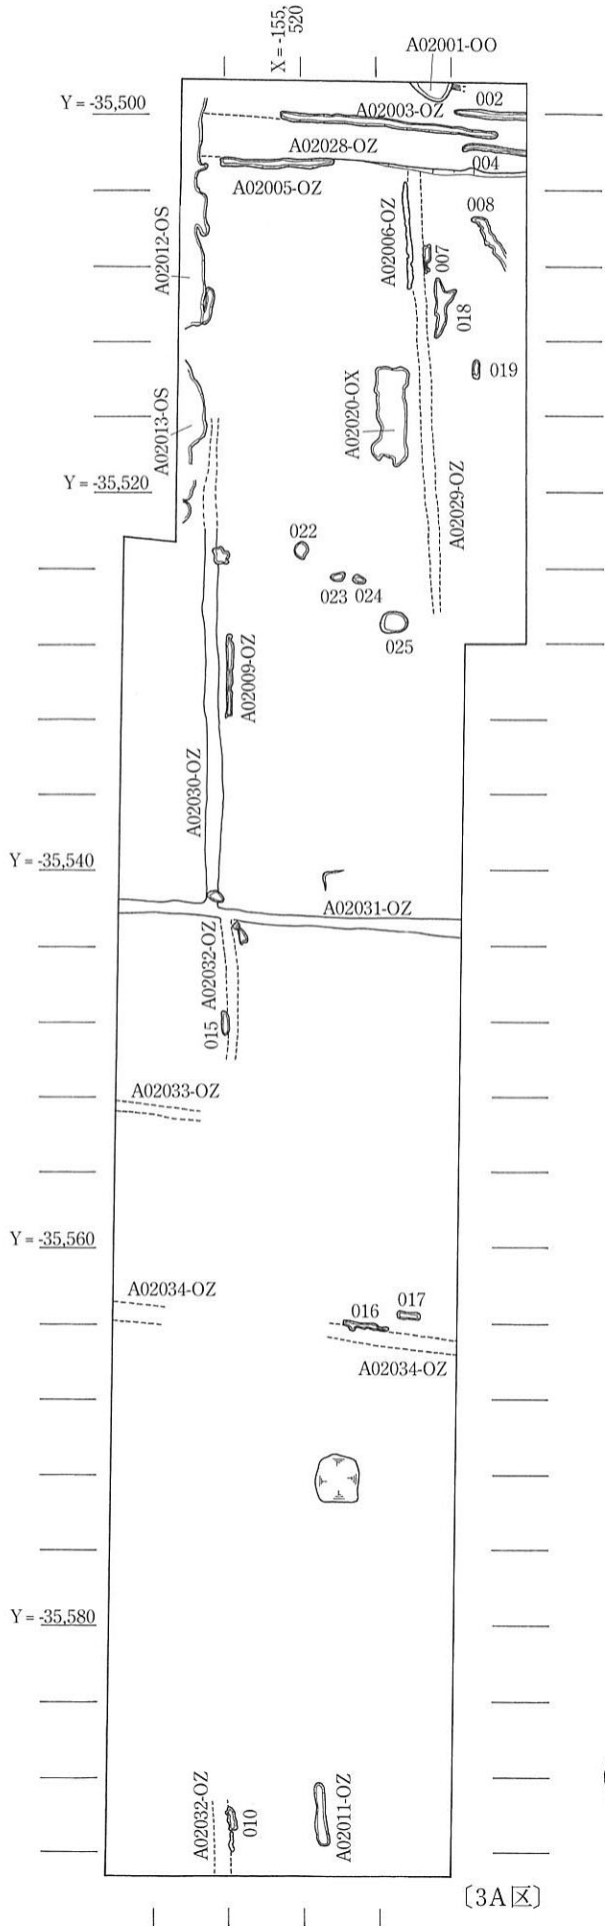 X = -155,
520
A02001-OO
Y = -35,500
A02003-OZ
002
A02028-OZ
004
A02005-OZ
A02012-OS
A02006-OZ
007
008
018
019
A02013-OS
A02020-OX
Y = -35,520
A02029-OZ
022
023
024
025
A02009-OZ
A02030-OZ
Y = -35,540
A02031-OZ
A02032-OZ
015
A02033-OZ
Y = -35,560
A02034-OZ
016
017
A02034-OZ
Y = -35,580
A02032-OZ
010
A02011-OZ
〔3A区〕